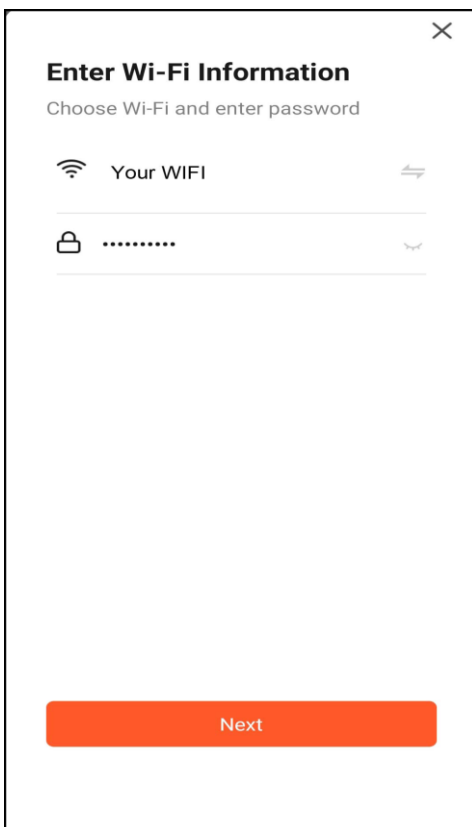 Enter Wi-Fi Information
Choose Wi-Fi and enter password
Your WIFI
••••••••••
Next